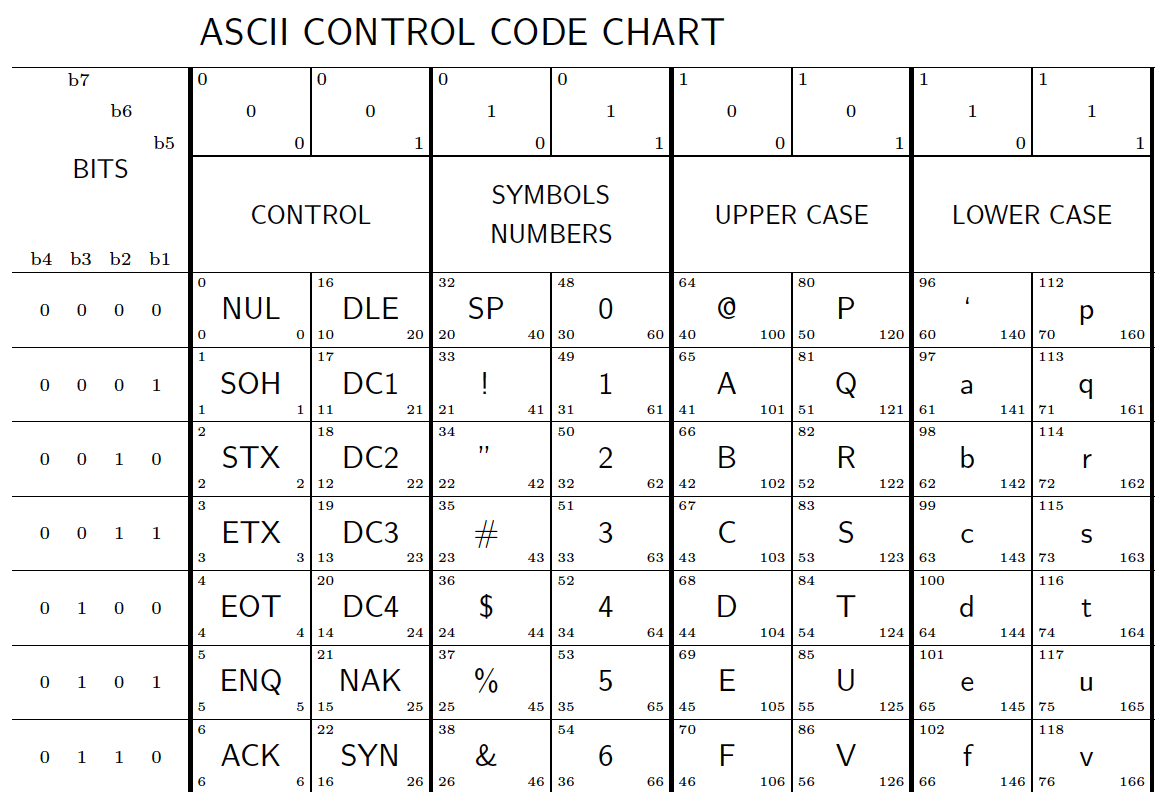 ASCII CONTROL CODE CHART
b7 0 0 0 0 1 1 1 1
b6 0 0 1 1 0 0 1 1
b5 0 1 0 1 0 1 0 1
BITS
CONTROL SYMBOLS NUMBERS UPPER CASE LOWER CASE
b4 b3 b2 b1
0 16 32 48 64 80 96 112
0 0 0 0 NUL DLE SP 0 @ P ‘ p
0 0 10 20 20 40 30 60 40 100 50 120 60 140 70 160
1 17 33 49 65 81 97 113
0 0 0 1 SOH DC1 ! 1 A Q a q
1 1 11 21 21 41 31 61 41 101 51 121 61 141 71 161
2 18 34 50 66 82 98 114
0 0 1 0 STX DC2 ” 2 B R b r
2 2 12 22 22 42 32 62 42 102 52 122 62 142 72 162
3 19 35 51 67 83 99 115
0 0 1 1 ETX DC3 # 3 C S c s
3 3 13 23 23 43 33 63 43 103 53 123 63 143 73 163
4 20 36 52 68 84 100 116
0 1 0 0 EOT DC4 $ 4 D T d t
4 4 14 24 24 44 34 64 44 104 54 124 64 144 74 164
5 21 37 53 69 85 101 117
0 1 0 1 ENQ NAK % 5 E U e u
5 5 15 25 25 45 35 65 45 105 55 125 65 145 75 165
6 22 38 54 70 86 102 118
0 1 1 0 ACK SYN & 6 F V f v
6 6 16 26 26 46 36 66 46 106 56 126 66 146 76 166